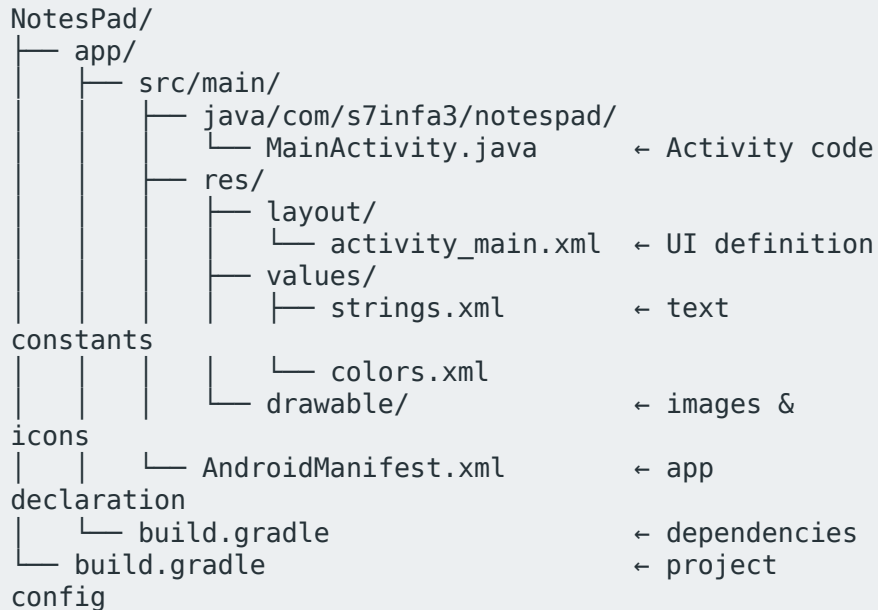 NotesPad/
├── app/
│   ├── src/main/
│   │   ├── java/com/s7infa3/notespad/
│   │   │   └── MainActivity.java      ← Activity code
│   │   ├── res/
│   │   │   ├── layout/
│   │   │   │   └── activity_main.xml  ← UI definition
│   │   │   ├── values/
│   │   │   │   ├── strings.xml        ← text
constants
│   │   │   │   └── colors.xml
│   │   │   └── drawable/              ← images &
icons
│   │   └── AndroidManifest.xml        ← app
declaration
│   └── build.gradle                   ← dependencies
└── build.gradle                       ← project
config